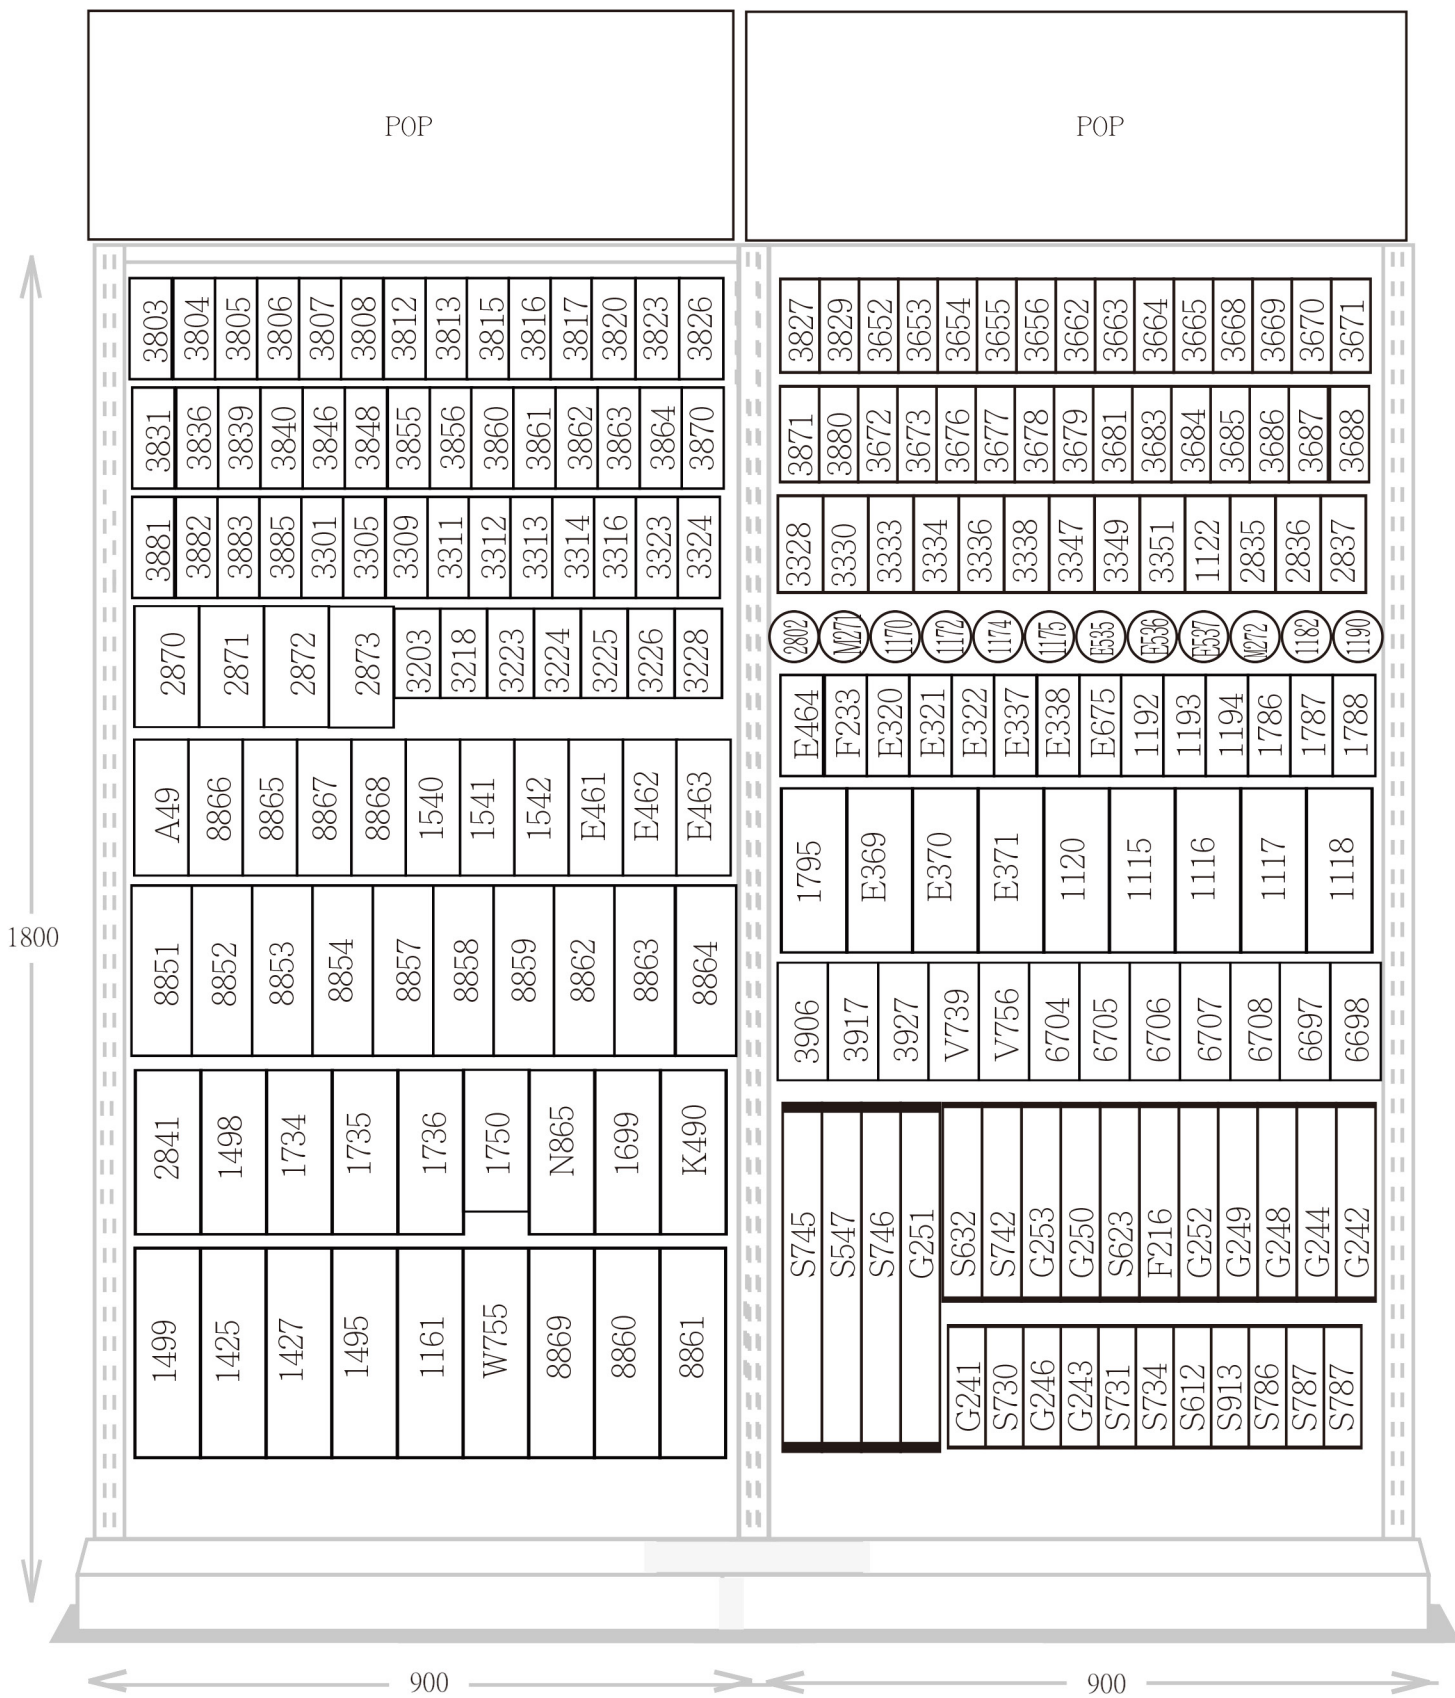 POP
POP
3803 3804 3805 3806 3807 3808 3812 3813 3815 3816 3817 3820 3823 3826
3831 3836 3839 3840 3846 3848 3855 3856 3860 3861 3862 3863 3864 3870
3881 3882 3883 3885 3301 3305 3309 3311 3312 3313 3314 3316 3323 3324
2870 2871 2872 2873 3203 3218 3223 3224 3225 3226 3228
A49 8866 8865 8867 8868 1540 1541 1542 E461 E462 E463
8851 8852 8853 8854 8857 8858 8859 8862 8863 8864
2841 1498 1734 1735 1736 1750 N865 1699 K490
1499 1425 1427 1495 1161 W755 8869 8860 8861
3827 3829 3652 3653 3654 3655 3656 3662 3663 3664 3665 3668 3669 3670 3671
3871 3880 3672 3673 3676 3677 3678 3679 3681 3683 3684 3685 3686 3687 3688
3328 3330 3333 3334 3336 3338 3347 3349 3351 1122 2835 2836 2837
2802 M271 1170 1172 1174 1175 E535 E536 E537 M272 1182 1190
E464 F233 E320 E321 E322 E337 E338 E675 1192 1193 1194 1786 1787 1788
1795 E369 E370 E371 1120 1115 1116 1117 1118
3906 3917 3927 V739 V756 6704 6705 6706 6707 6708 6697 6698
S745 S547 S746 G251 S632 S742 G253 G250 S623 F216 G252 G249 G248 G244 G242
G241 S730 G246 G243 S731 S734 S612 S913 S786 S787 S787
1800
900
900